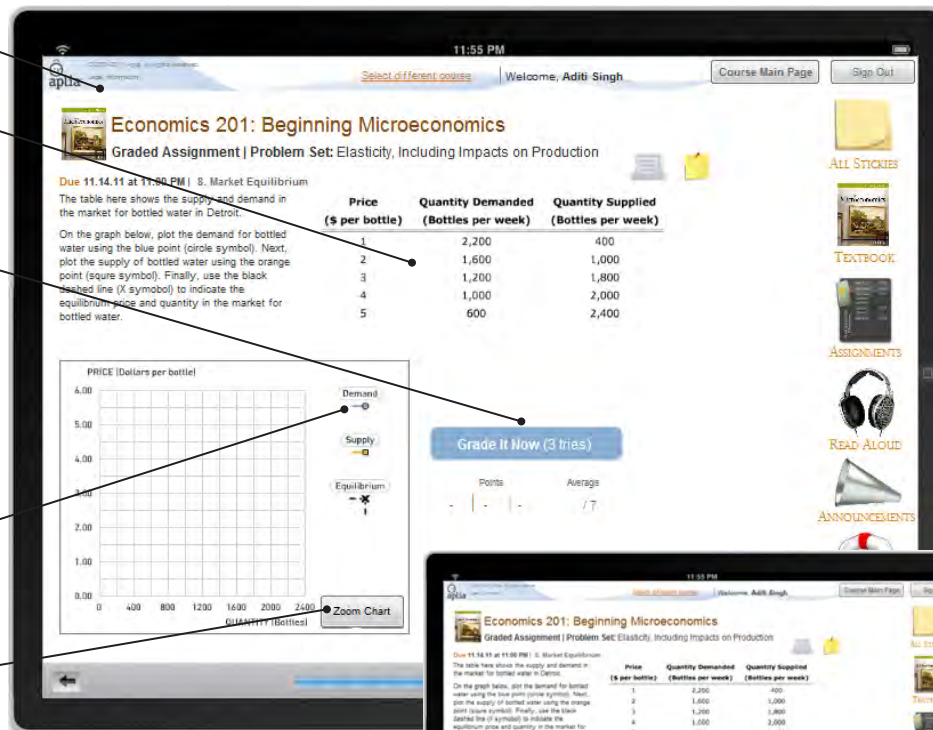 11:55 PM
aplia
Select different course
Welcome, Aditi Singh
Course Main Page
Sign Out
Economics 201: Beginning Microeconomics
Graded Assignment | Problem Set: Elasticity, Including Impacts on Production
ALL STICKIES
Due 11.14.11 at 11:00 PM | 8. Market Equilibrium
The table here shows the supply and demand in
the market for bottled water in Detroit.
On the graph below, plot the demand for bottled
water using the blue point (circle symbol). Next,
plot the supply of bottled water using the orange
point (squre symbol). Finally, use the black
dashed line (X symobol) to indicate the
equilibrium price and quantity in the market for
bottled water.
Price Quantity Demanded Quantity Supplied
($ per bottle) (Bottles per week) (Bottles per week)
1 2,200 400
2 1,600 1,000
3 1,200 1,800
4 1,000 2,000
5 600 2,400
TEXTBOOK
ASSIGNMENTS
READ ALOUD
ANNOUNCEMENTS
PRICE (Dollars per bottle)
6.00
5.00
4.00
3.00
2.00
1.00
0.00
0 400 800 1200 1600 2000 2400
QUANTITY (Bottles)
Demand
Supply
Equilibrium
Zoom Chart
Grade It Now (3 tries)
Points Average
- | - | - / 7
11:55 PM
aplia
Select different course
Welcome, Aditi Singh
Course Main Page
Economics 201: Beginning Microeconomics
Graded Assignment | Problem Set: Elasticity, Including Impacts on Production
Due 11.14.11 at 11:00 PM | 8. Market Equilibrium
The table here shows the supply and demand in
the market for bottled water in Detroit.
On the graph below, plot the demand for bottled
water using the blue point (circle symbol). Next,
plot the supply of bottled water using the orange
point (squre symbol). Finally, use the black
dashed line (X symobol) to indicate the
equilibrium price and quantity in the market for
Price Quantity Demanded Quantity Supplied
($ per bottle) (Bottles per week) (Bottles per week)
1 2,200 400
2 1,600 1,000
3 1,200 1,800
4 1,000 2,000